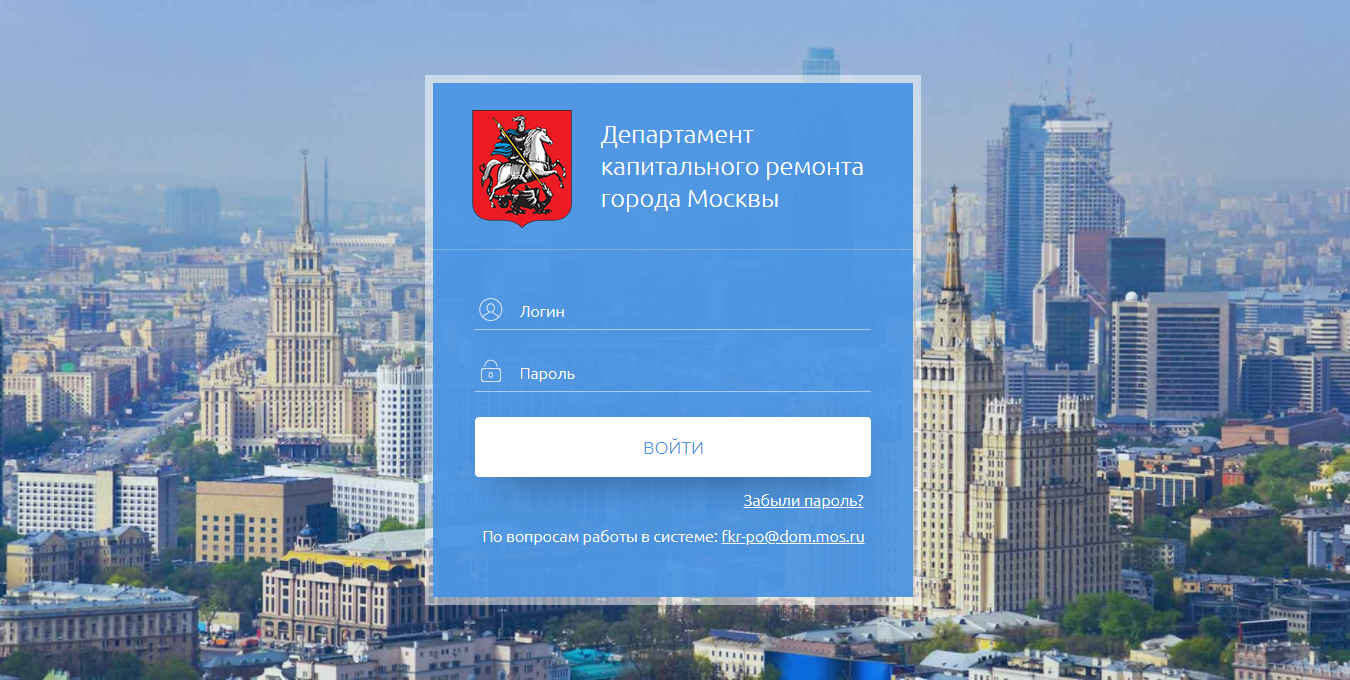 Департамент
капитального ремонта
города Москвы
Логин
Пароль
ВОЙТИ
Забыли пароль?
По вопросам работы в системе: fkr-po@dom.mos.ru